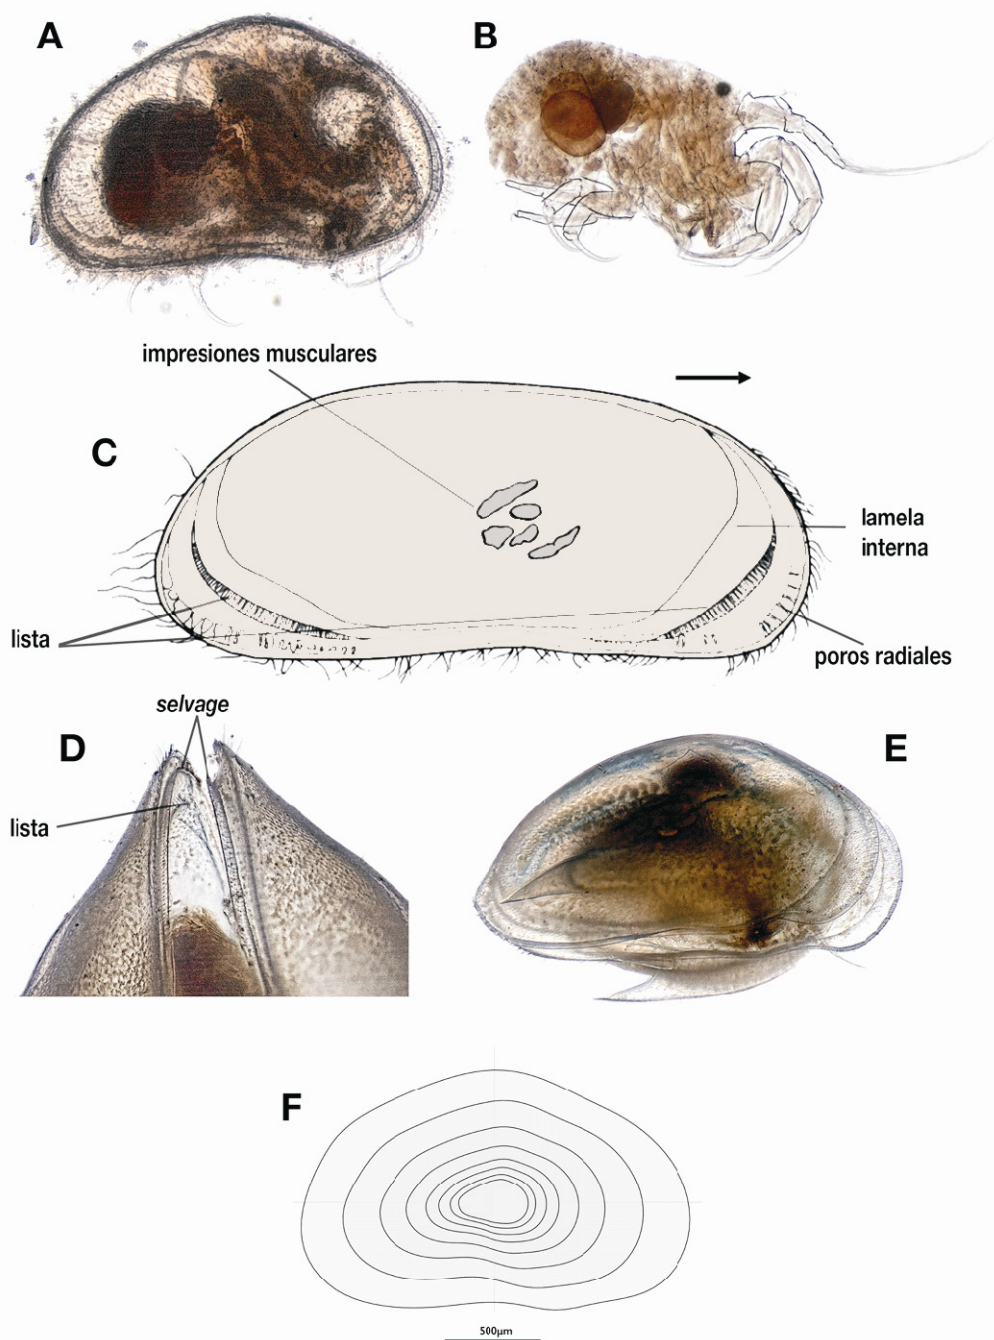 A
B
impresiones musculares
C
lamela
interna
lista
poros radiales
selvage
D
E
lista
F
500µm